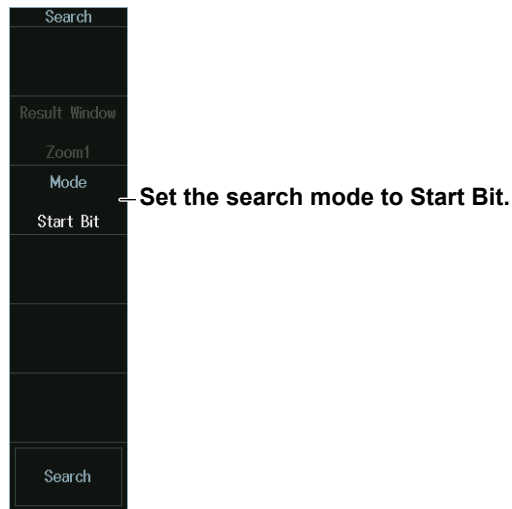 Search
Result Window
Zoom1
Mode
Set the search mode to Start Bit.
Start Bit
Search